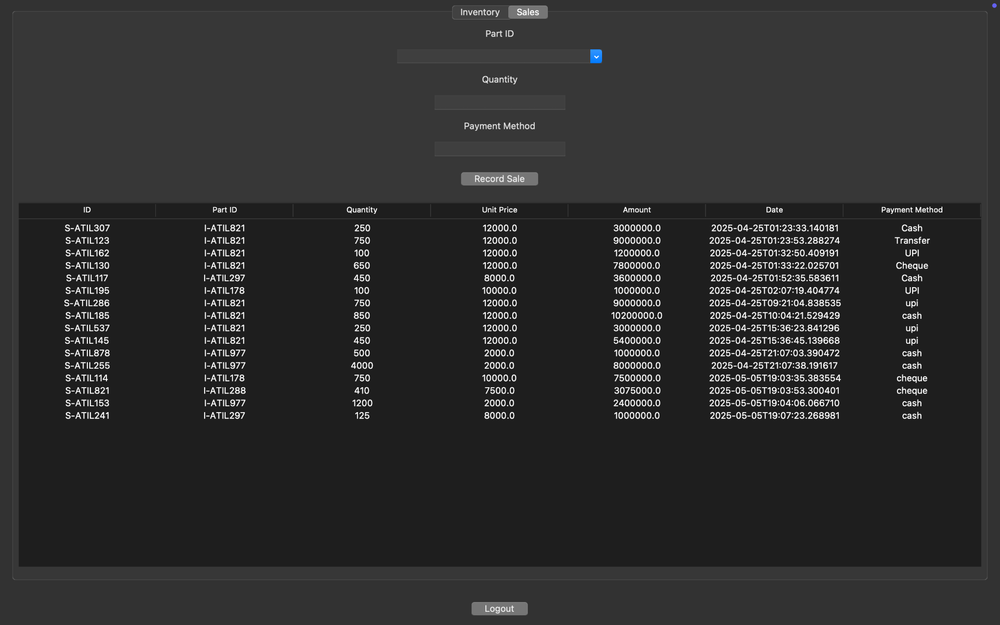 Inventory Sales
Part ID
Quantity
Payment Method
Record Sale
ID Part ID Quantity Unit Price Amount Date Payment Method
S-ATIL307 I-ATIL821 250 12000.0 3000000.0 2025-04-25T01:23:33.140181 Cash
S-ATIL123 I-ATIL821 750 12000.0 9000000.0 2025-04-25T01:23:53.288274 Transfer
S-ATIL162 I-ATIL821 100 12000.0 1200000.0 2025-04-25T01:32:50.409191 UPI
S-ATIL130 I-ATIL821 650 12000.0 7800000.0 2025-04-25T01:33:22.025701 Cheque
S-ATIL117 I-ATIL297 450 8000.0 3600000.0 2025-04-25T01:52:35.583611 Cash
S-ATIL195 I-ATIL178 100 10000.0 1000000.0 2025-04-25T02:07:19.404774 UPI
S-ATIL286 I-ATIL821 750 12000.0 9000000.0 2025-04-25T09:21:04.838535 upi
S-ATIL185 I-ATIL821 850 12000.0 10200000.0 2025-04-25T10:04:21.529429 cash
S-ATIL537 I-ATIL821 250 12000.0 3000000.0 2025-04-25T15:36:23.841296 upi
S-ATIL145 I-ATIL821 450 12000.0 5400000.0 2025-04-25T15:36:45.139668 upi
S-ATIL878 I-ATIL977 500 2000.0 1000000.0 2025-04-25T21:07:03.390472 cash
S-ATIL255 I-ATIL977 4000 2000.0 8000000.0 2025-04-25T21:07:38.191617 cash
S-ATIL114 I-ATIL178 750 10000.0 7500000.0 2025-05-05T19:03:35.383554 cheque
S-ATIL821 I-ATIL288 410 7500.0 3075000.0 2025-05-05T19:03:53.300401 cheque
S-ATIL153 I-ATIL977 1200 2000.0 2400000.0 2025-05-05T19:04:06.066710 cash
S-ATIL241 I-ATIL297 125 8000.0 1000000.0 2025-05-05T19:07:23.268981 cash
Logout